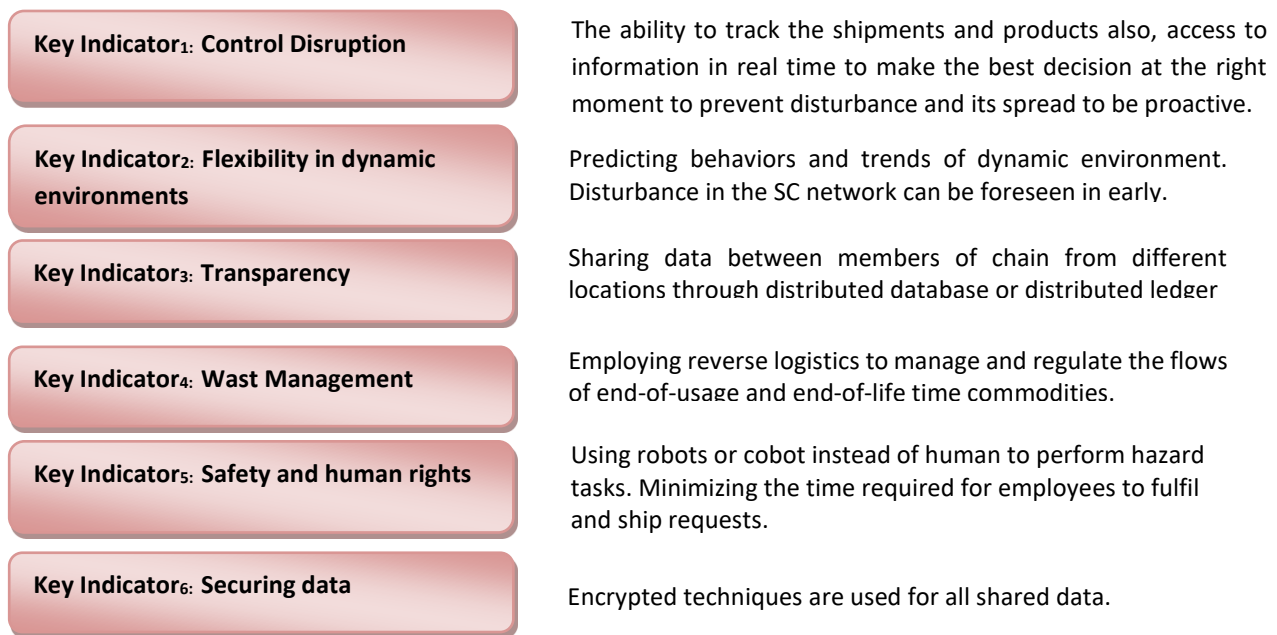 Key Indicator1: Control Disruption
The ability to track the shipments and products also, access to
information in real time to make the best decision at the right
moment to prevent disturbance and its spread to be proactive.
Key Indicator2: Flexibility in dynamic
environments
Predicting behaviors and trends of dynamic environment.
Disturbance in the SC network can be foreseen in early.
Key Indicator3: Transparency
Sharing data between members of chain from different
locations through distributed database or distributed ledger
Key Indicator4: Wast Management
Employing reverse logistics to manage and regulate the flows
of end-of-usage and end-of-life time commodities.
Key Indicator5: Safety and human rights
Using robots or cobot instead of human to perform hazard
tasks. Minimizing the time required for employees to fulfil
and ship requests.
Key Indicator6: Securing data
Encrypted techniques are used for all shared data.